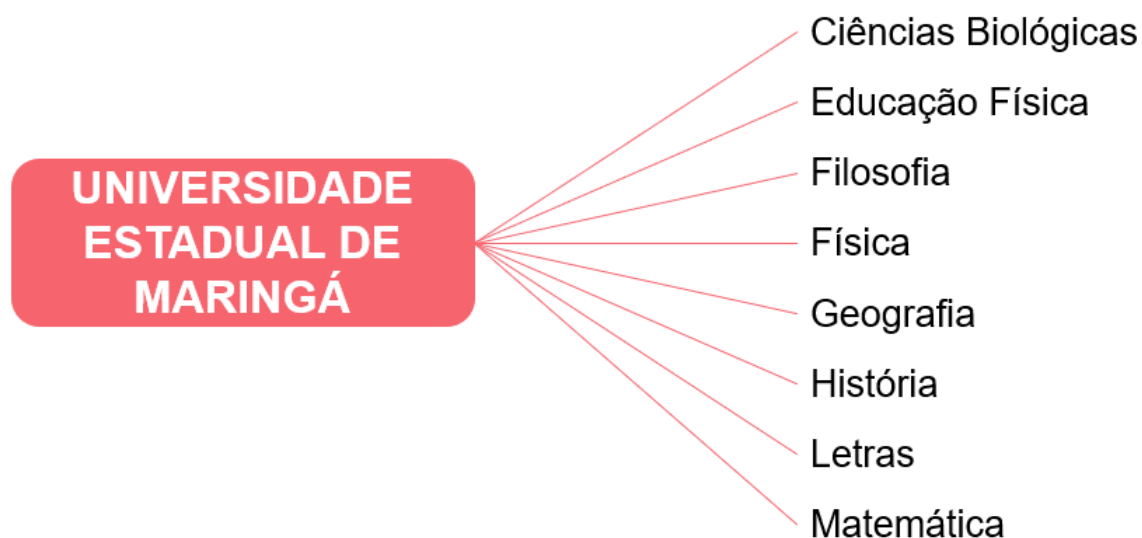 UNIVERSIDADE
ESTADUAL DE
MARINGÁ
Ciências Biológicas
Educação Física
Filosofia
Física
Geografia
História
Letras
Matemática